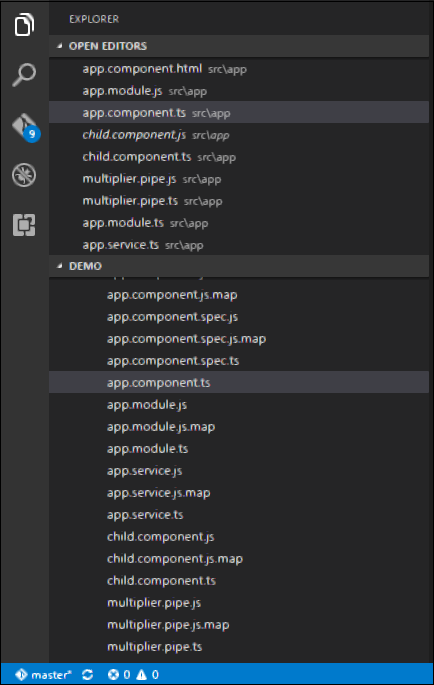 EXPLORER
OPEN EDITORS
app.component.html src\app
app.module.js src\app
app.component.ts src\app
child.component.js src\app
child.component.ts src\app
9
multiplier.pipe.js src\app
multiplier.pipe.ts src\app
app.module.ts src\app
app.service.ts src\app
DEMO
app.component.js.map
app.component.spec.js
app.component.spec.js.map
app.component.spec.ts
app.component.ts
app.module.js
app.module.js.map
app.module.ts
app.service.js
app.service.js.map
app.service.ts
child.component.js
child.component.js.map
child.component.ts
multiplier.pipe.js
multiplier.pipe.js.map
multiplier.pipe.ts
master* 0 0